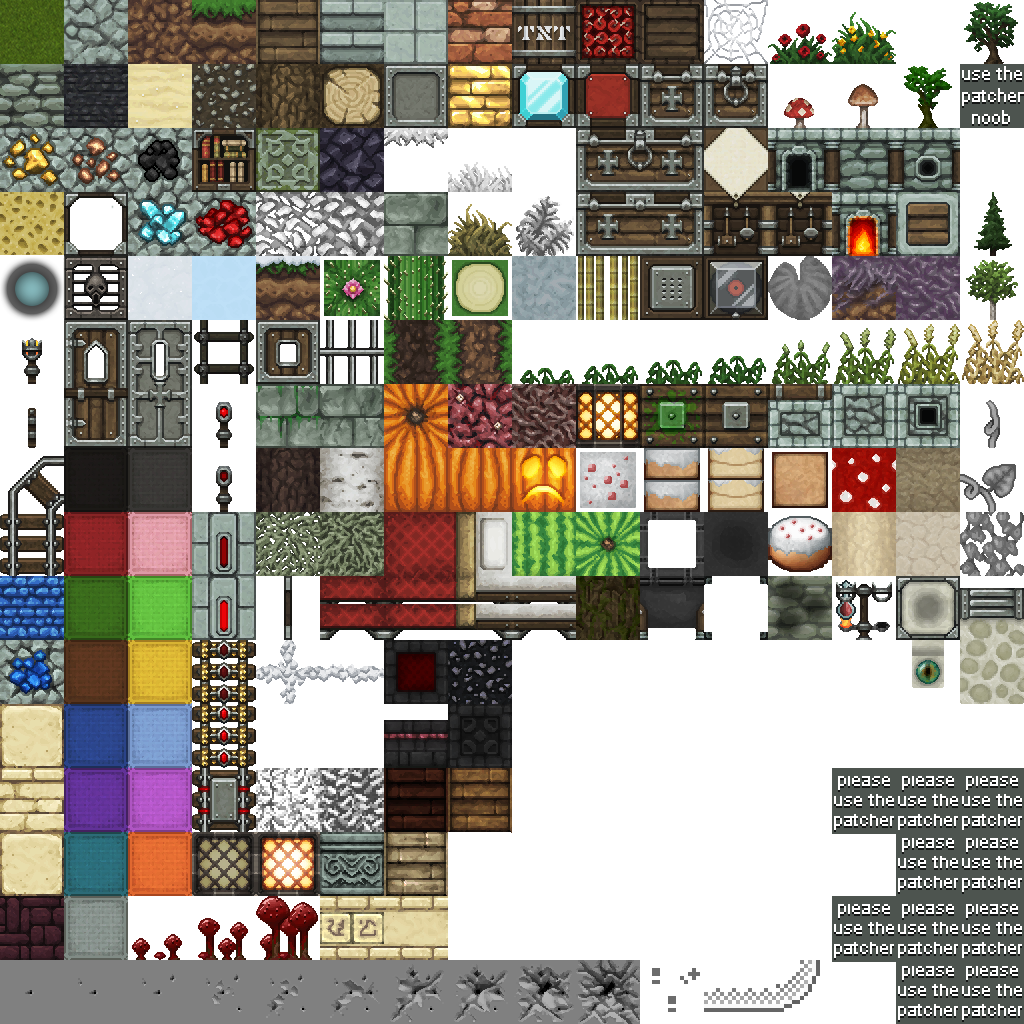 TNT
use the
patcher
noob
please please please
use the use the use the
patcher patcher patcher
please please
use the use the
patcher patcher
please please please
use the use the use the
patcher patcher patcher
please please
use the use the
patcher patcher